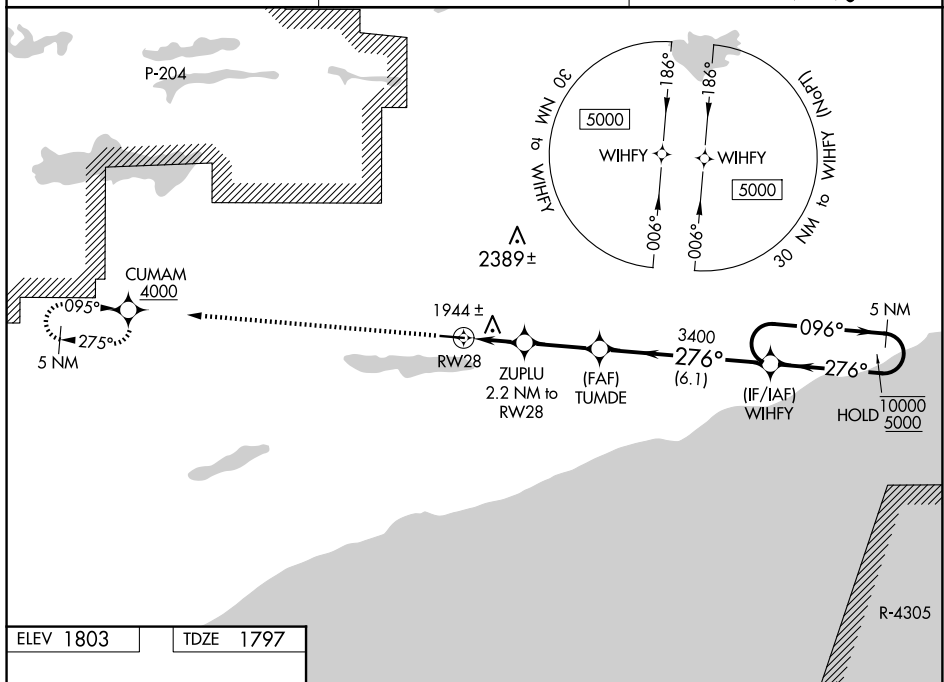 P-204
30 NM to WIHFY
186°
5000
WIHFY
006°
186°
WIHFY
5000
006°
30 NM to WIHFY (NoPT)
2389±
CUMAM
4000
095°
275°
5 NM
1944 ±
RW28
ZUPLU
2.2 NM to
RW28
(FAF)
TUMDE
3400
276°
(6.1)
(IF/IAF)
WIHFY
096°
5 NM
276°
HOLD
10000
5000
R-4305
ELEV 1803
TDZE 1797